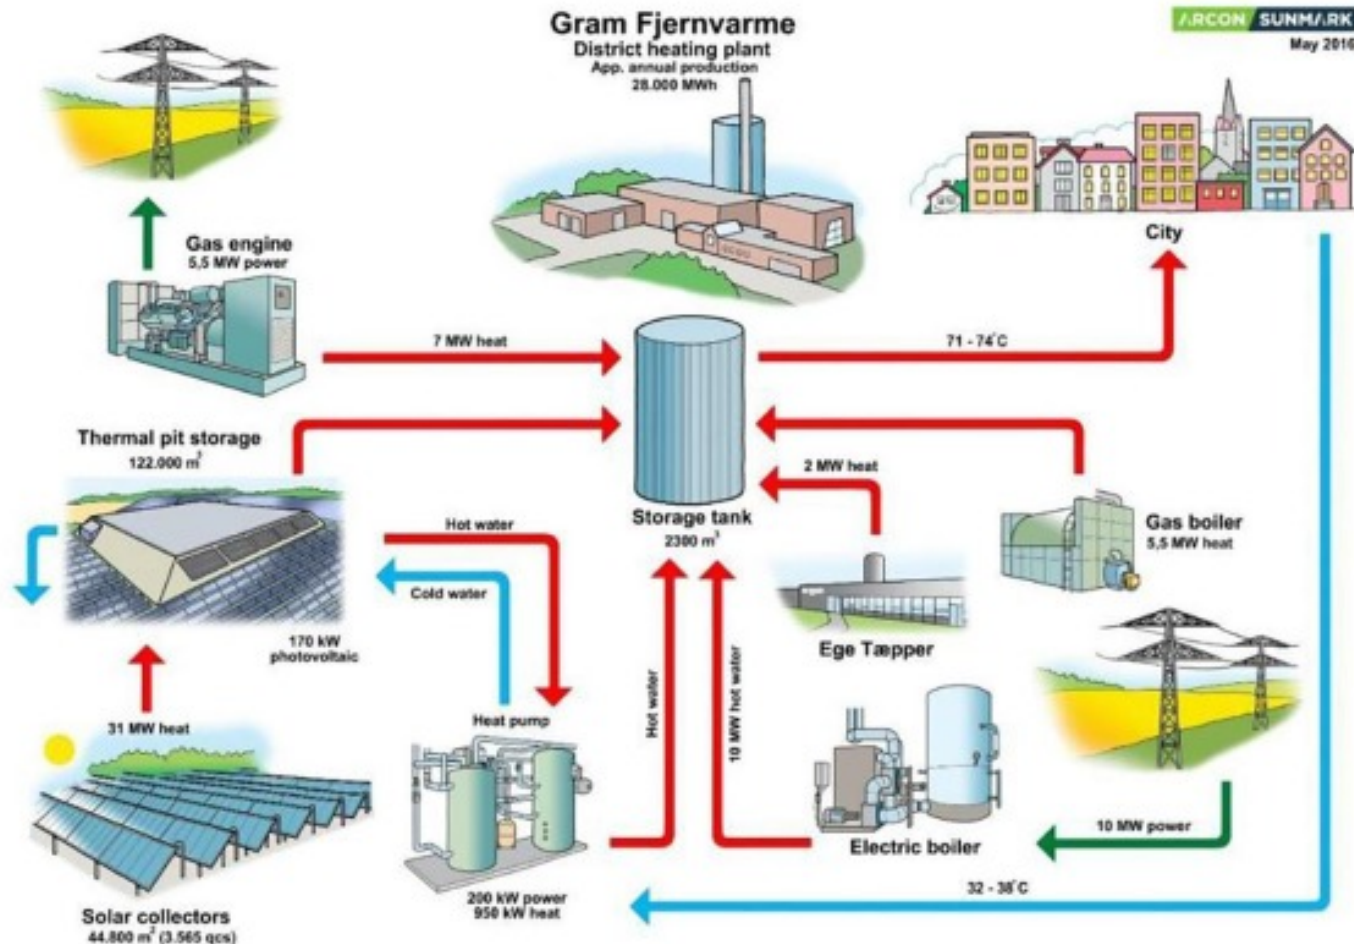 ARCON SUNMARK
May 2016
Gram Fjernvarme
District heating plant
App. annual production
28.000 MWh
City
Gas engine
5,5 MW power
7 MW heat
71 - 74°C
Thermal pit storage
122.000 m³
2 MW heat
Storage tank
2300 m³
Gas boiler
5,5 MW heat
Hot water
Cold water
170 kW
photovoltaic
Ege Tæpper
31 MW heat
Heat pump
Hot water
10 MW hot water
10 MW power
Electric boiler
32 - 38°C
200 kW power
950 kW heat
Solar collectors
44.800 m² (3.565 qcs)